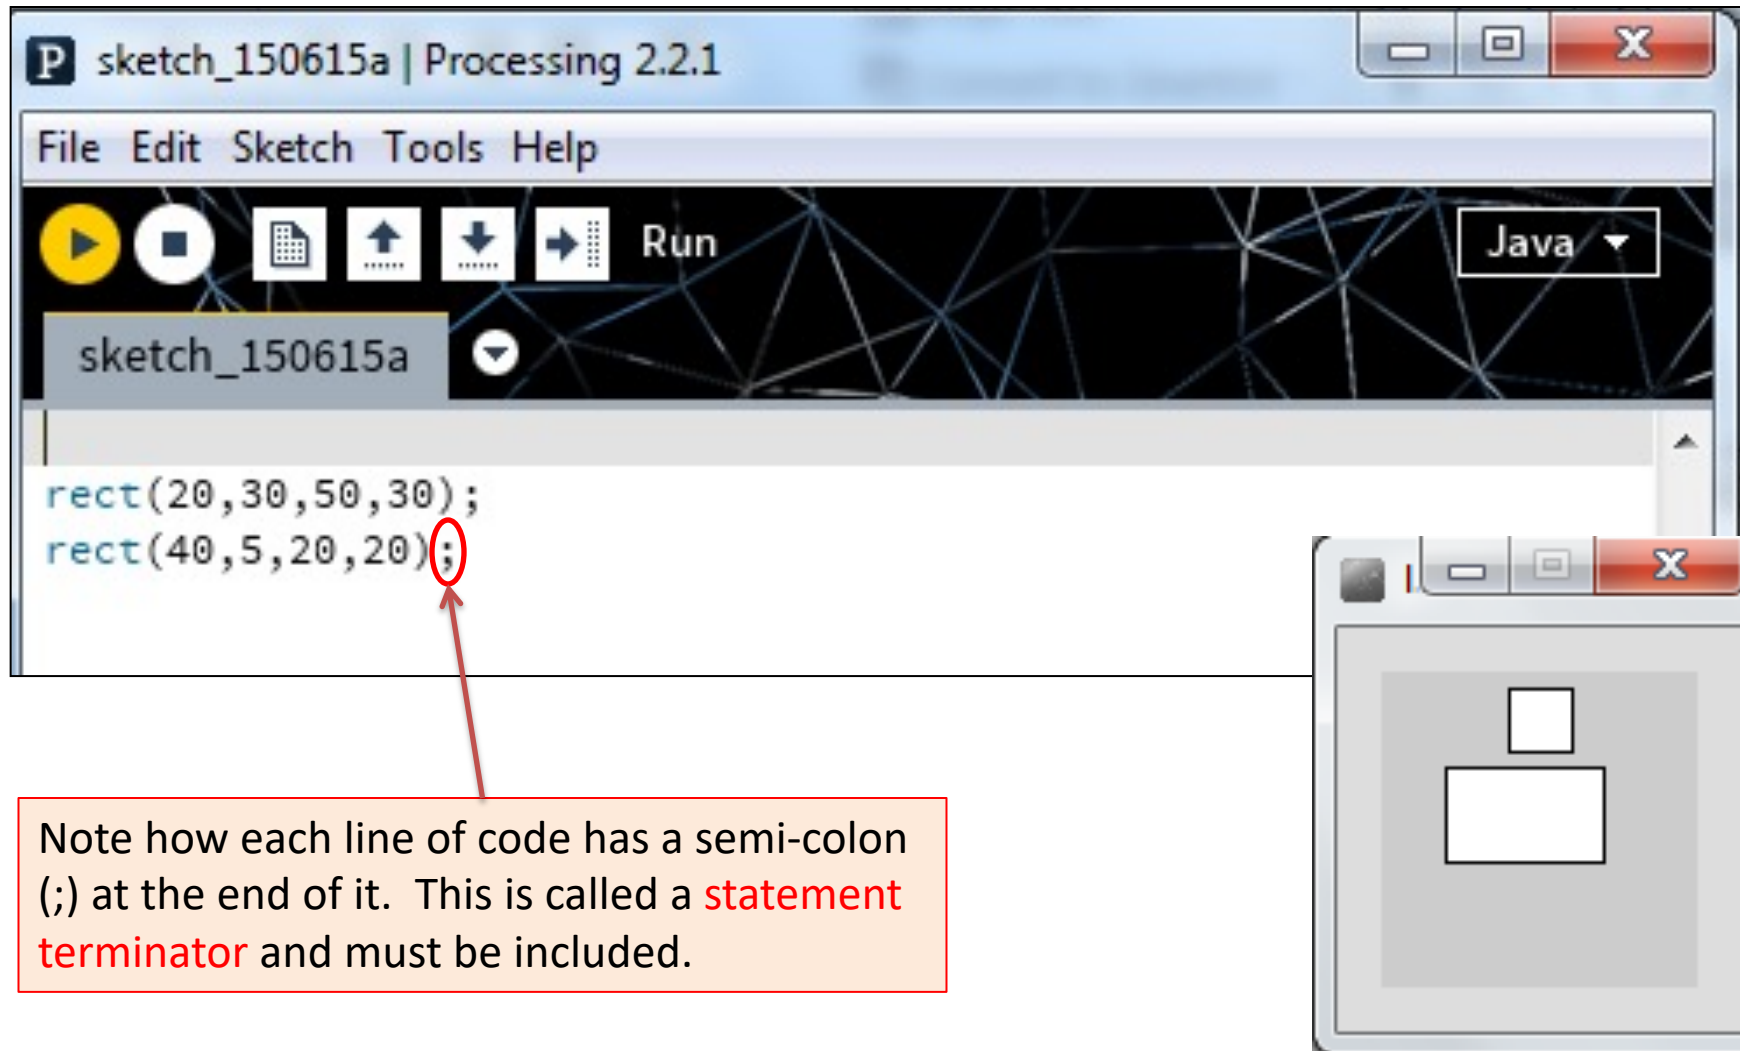 sketch_150615a | Processing 2.2.1
File Edit Sketch Tools Help
Run
Java
sketch_150615a
rect(20,30,50,30);
rect(40,5,20,20);
Note how each line of code has a semi-colon
(;) at the end of it. This is called a statement
terminator and must be included.